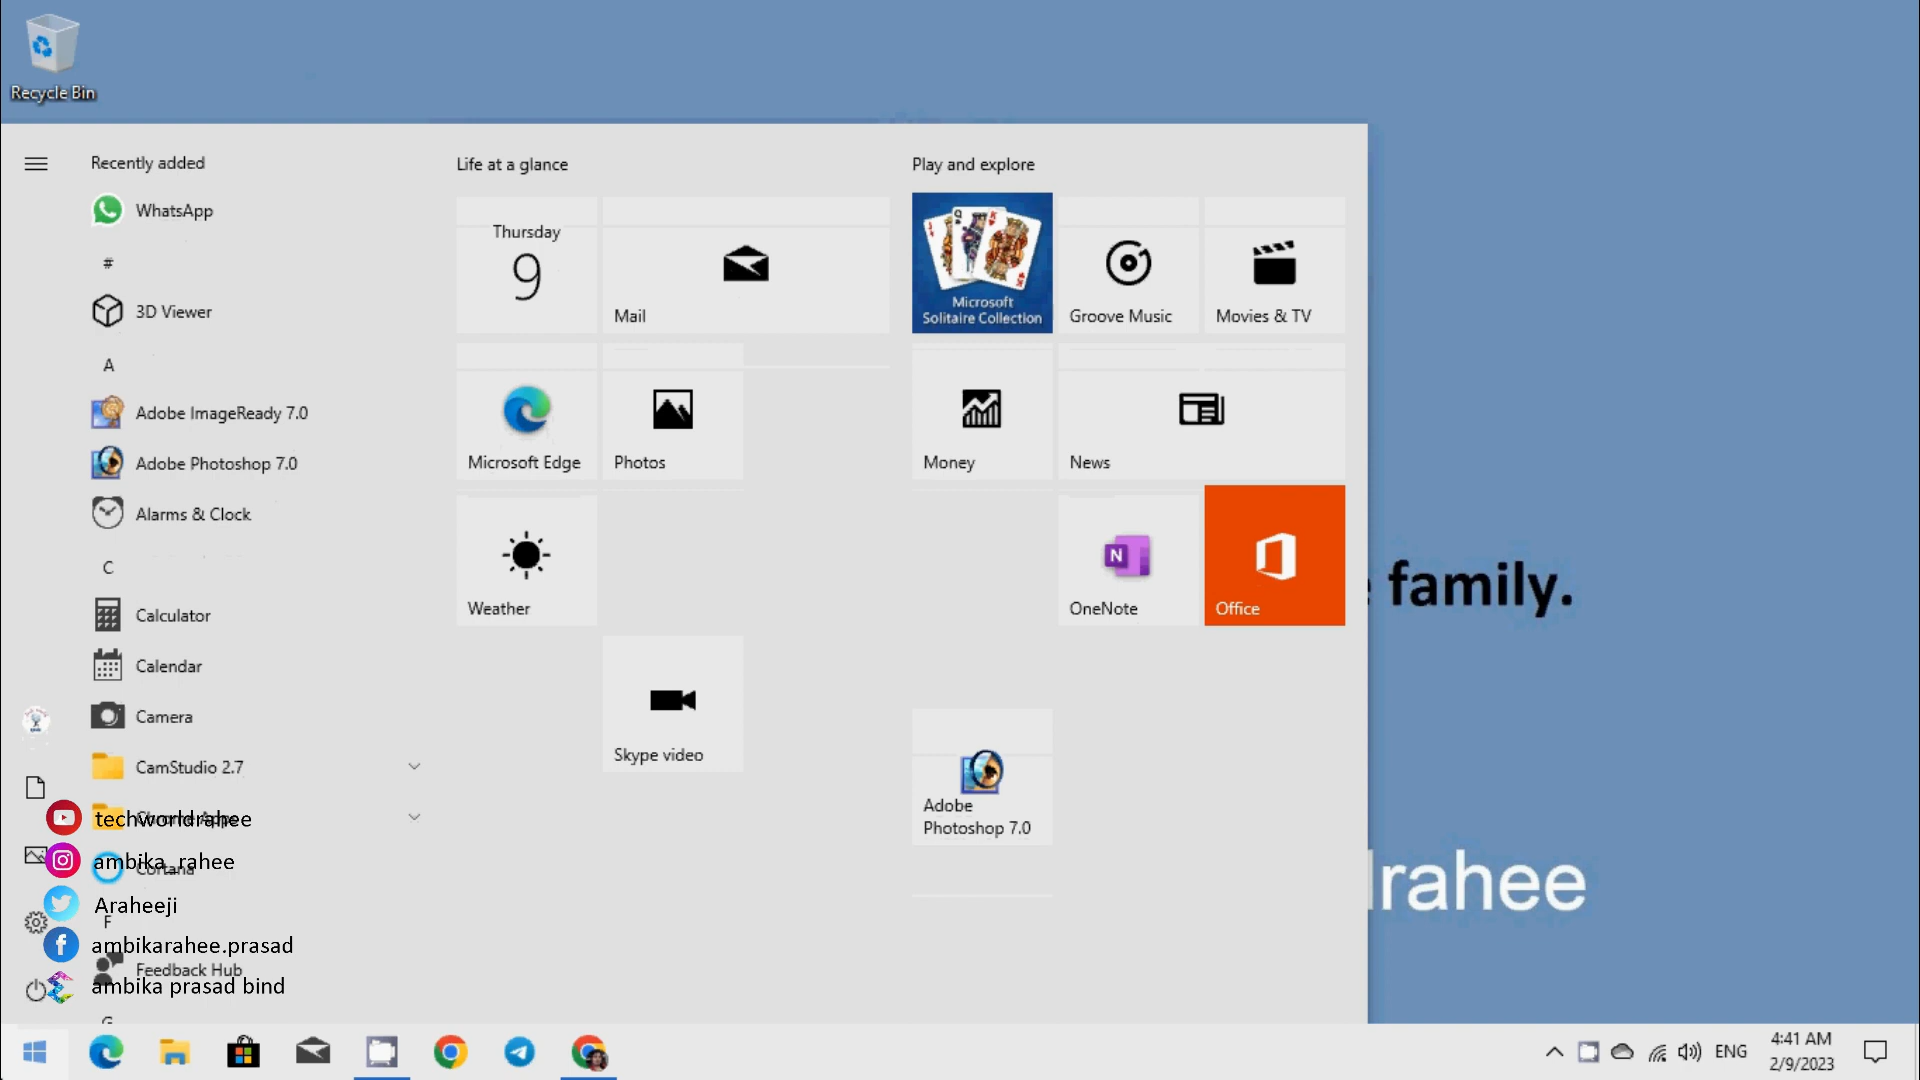 Recycle Bin
Recently added
WhatsApp
#
3D Viewer
A
Adobe ImageReady 7.0
Adobe Photoshop 7.0
Alarms & Clock
C
Calculator
Calendar
Camera
CamStudio 2.7
techworldrahee
ambika_rahee
Cortana
Araheeji
F
ambikarahee.prasad
Feedback Hub
ambika prasad bind
G
Life at a glance
Thursday
9
Mail
Microsoft Edge
Photos
Weather
Skype video
Play and explore
Microsoft
Solitaire Collection
Groove Music
Movies & TV
Money
News
OneNote
Office
Adobe
Photoshop 7.0
family.
rahee
ENG
4:41 AM
2/9/2023